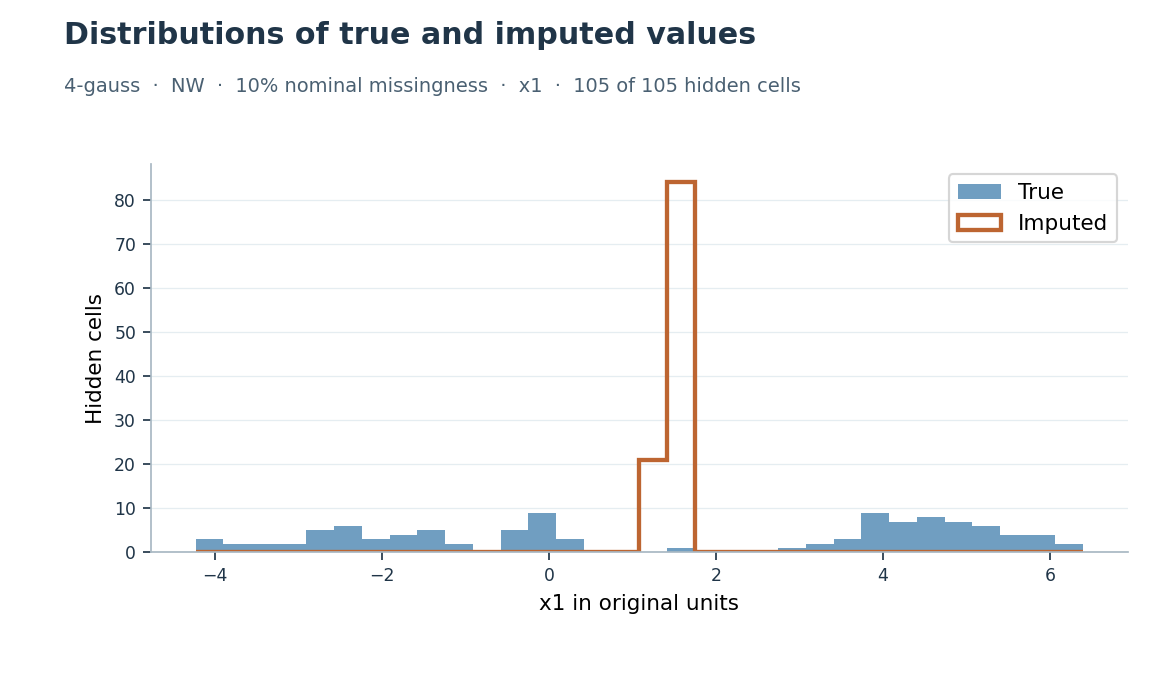 Distributions of true and imputed values
4-gauss · NW · 10% nominal missingness · x1 · 105 of 105 hidden cells
True
Imputed
Hidden cells
80
70
60
50
40
30
20
10
0
−4
−2
0
2
4
6
x1 in original units